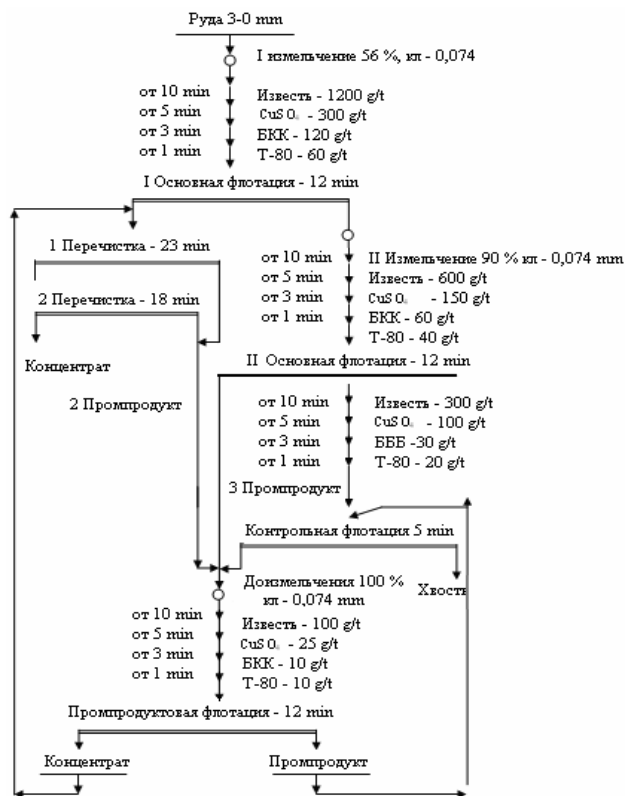 Руда 3-0 mm
I измельчение 56 %, кл - 0,074
от 10 min Известь - 1200 g/t
от 5 min CuSO₄ - 300 g/t
от 3 min БКК - 120 g/t
от 1 min Т-80 - 60 g/t
I Основная флотация - 12 min
1 Перечистка - 23 min
от 10 min II Измельчение 90 % кл - 0,074 mm
от 5 min Известь - 600 g/t
2 Перечистка - 18 min
от 3 min CuSO₄ - 150 g/t
от 1 min БКК - 60 g/t
Т-80 - 40 g/t
Концентрат
II Основная флотация - 12 min
2 Промпродукт
от 10 min Известь - 300 g/t
от 5 min CuSO₄ - 100 g/t
от 3 min БББ -30 g/t
от 1 min Т-80 - 20 g/t
3 Промпродукт
Контрольная флотация 5 min
Доизмельчения 100 %
кл - 0,074 mm
Хвость
от 10 min Известь - 100 g/t
от 5 min CuSO₄ - 25 g/t
от 3 min БКК - 10 g/t
от 1 min Т-80 - 10 g/t
Промпродуктовая флотация - 12 min
Концентрат Промпродукт